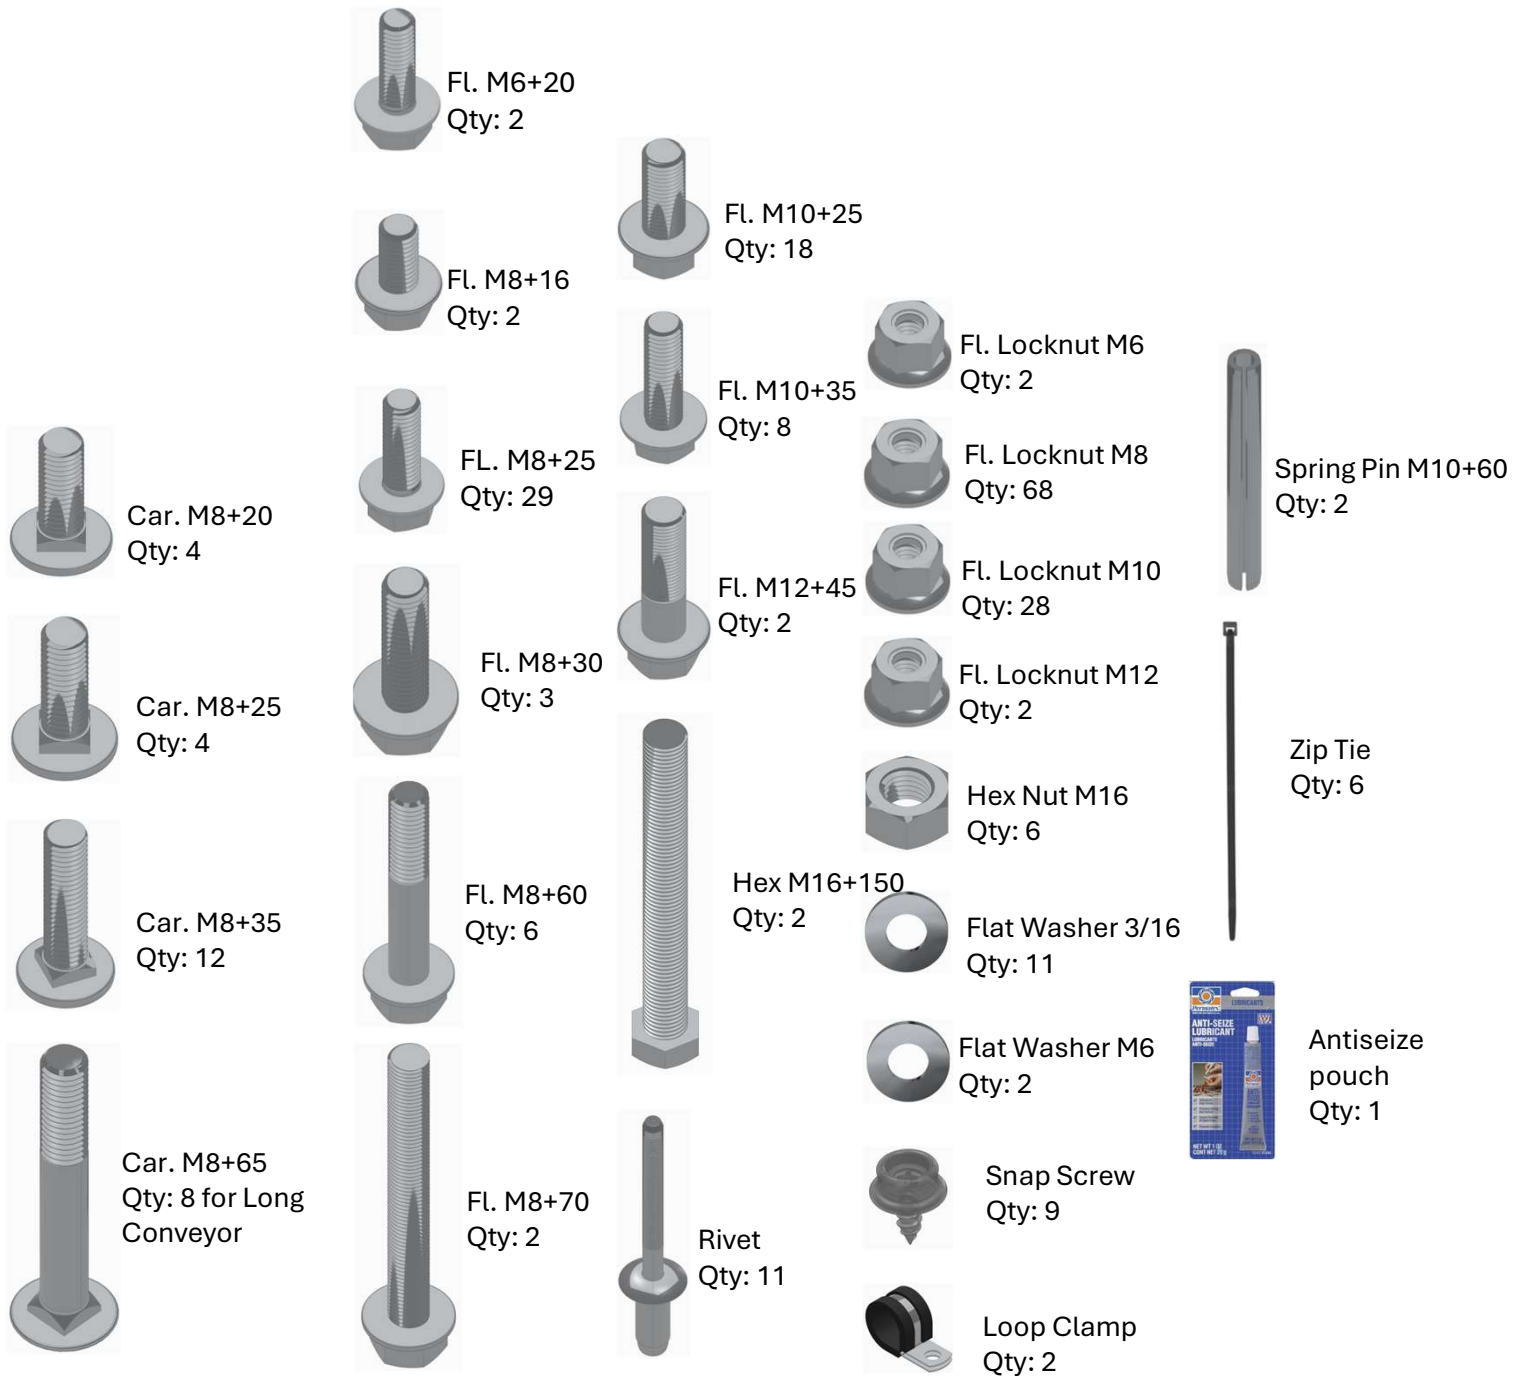 Fl. M6+20
Qty: 2
Fl. M8+16
Qty: 2
FL. M8+25
Qty: 29
Fl. M8+30
Qty: 3
Fl. M8+60
Qty: 6
Fl. M8+70
Qty: 2
Car. M8+20
Qty: 4
Car. M8+25
Qty: 4
Car. M8+35
Qty: 12
Car. M8+65
Qty: 8 for Long
Conveyor
Fl. M10+25
Qty: 18
Fl. M10+35
Qty: 8
Fl. M12+45
Qty: 2
Hex M16+150
Qty: 2
Rivet
Qty: 11
Fl. Locknut M6
Qty: 2
Fl. Locknut M8
Qty: 68
Fl. Locknut M10
Qty: 28
Fl. Locknut M12
Qty: 2
Hex Nut M16
Qty: 6
Flat Washer 3/16
Qty: 11
Flat Washer M6
Qty: 2
Snap Screw
Qty: 9
Loop Clamp
Qty: 2
Spring Pin M10+60
Qty: 2
Zip Tie
Qty: 6
Antiseize
pouch
Qty: 1
Permatex
LUBRICANTS
ANTI-SEIZE
LUBRICANT